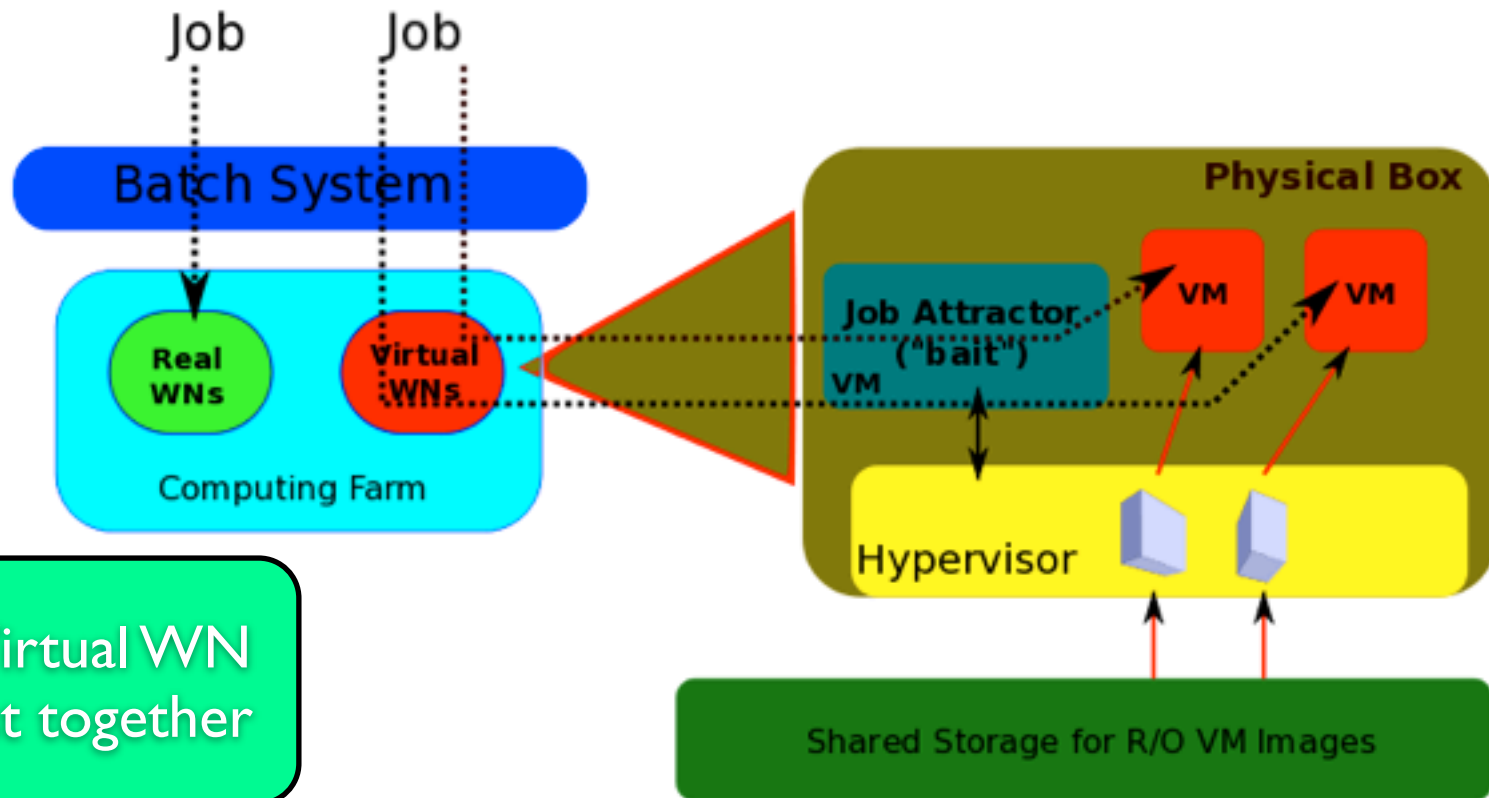 Job
Job
Batch System
Real
WNs
Virtual
WNs
Computing Farm
Physical Box
Job Attractor
("bait")
VM
VM
VM
Hypervisor
Shared Storage for R/O VM Images
WN
together